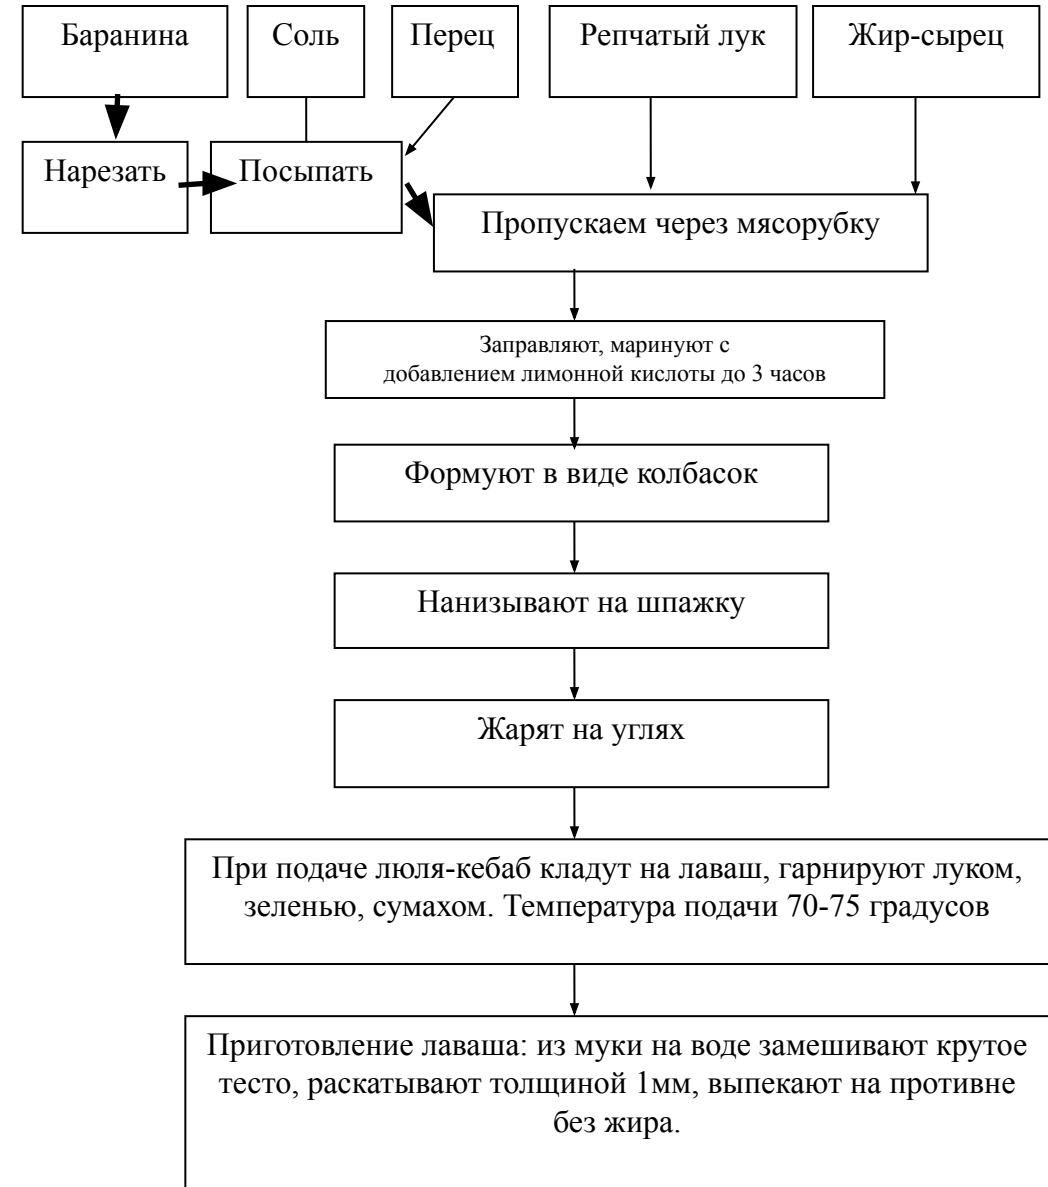 Баранина
Соль
Перец
Репчатый лук
Жир-сырец
Нарезать
Посыпать
Пропускаем через мясорубку
Заправляют, маринуют с
добавлением лимонной кислоты до 3 часов
Формуют в виде колбасок
Нанизывают на шпажку
Жарят на углях
При подаче люля-кебаб кладут на лаваш, гарнируют луком,
зеленью, сумахом. Температура подачи 70-75 градусов
Приготовление лаваша: из муки на воде замешивают крутое
тесто, раскатывают толщиной 1мм, выпекают на противне
без жира.